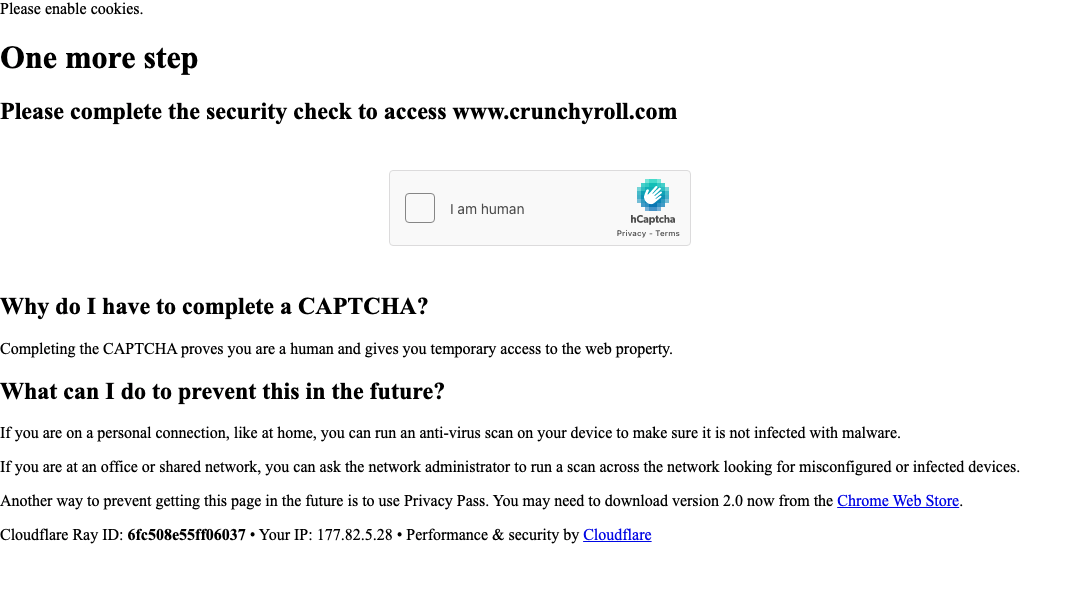 Please enable cookies.
One more step
Please complete the security check to access www.crunchyroll.com
I am human
hCaptcha
Privacy - Terms
Why do I have to complete a CAPTCHA?
Completing the CAPTCHA proves you are a human and gives you temporary access to the web property.
What can I do to prevent this in the future?
If you are on a personal connection, like at home, you can run an anti-virus scan on your device to make sure it is not infected with malware.
If you are at an office or shared network, you can ask the network administrator to run a scan across the network looking for misconfigured or infected devices.
Another way to prevent getting this page in the future is to use Privacy Pass. You may need to download version 2.0 now from the Chrome Web Store.
Cloudflare Ray ID: 6fc508e55ff06037 • Your IP: 177.82.5.28 • Performance & security by Cloudflare